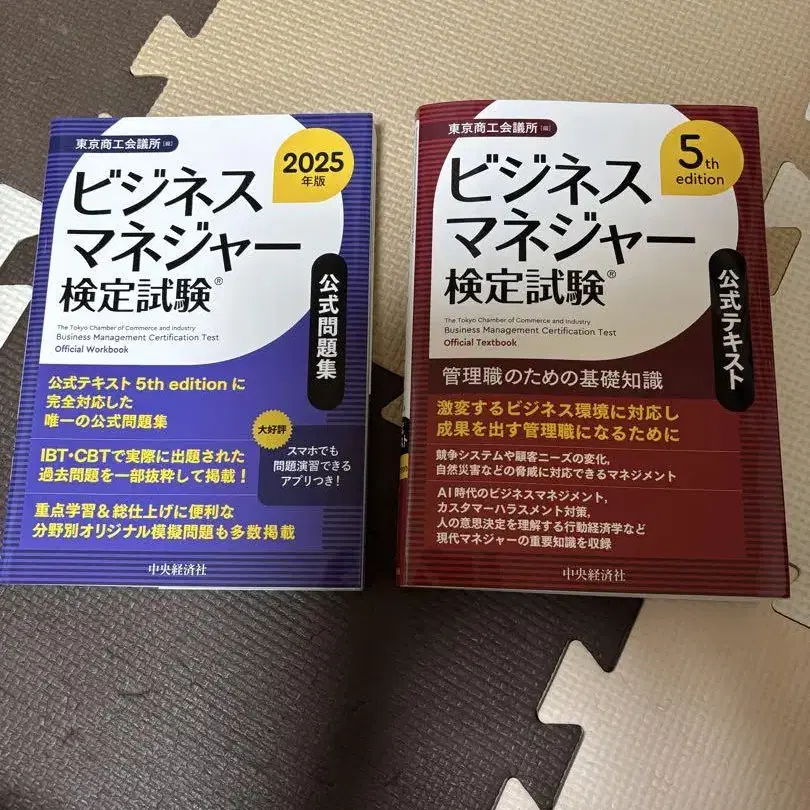 東京商工会議所[編]
2025
年版
ビジネス
マネジャー
検定試験®
公式問題集
The Tokyo Chamber of Commerce and Industry
Business Management Certification Test
Official Workbook
公式テキスト 5th edition に
完全対応した
唯一の公式問題集
IBT・CBTで実際に出題された
過去問題を一部抜粋して掲載!
大好評
スマホでも
問題演習できる
アプリつき!
重点学習&総仕上げに便利な
分野別オリジナル模擬問題も多数掲載
中央経済社
東京商工会議所[編]
5th
edition
ビジネス
マネジャー
検定試験®
公式テキスト
The Tokyo Chamber of Commerce and Industry
Business Management Certification Test
Official Textbook
管理職のための基礎知識
激変するビジネス環境に対応し
成果を出す管理職になるために
競争システムや顧客ニーズの変化,
自然災害などの脅威に対応できるマネジメント
AI時代のビジネスマネジメント,
カスタマーハラスメント対策,
人の意思決定を理解する行動経済学など
現代マネジャーの重要知識を収録
中央経済社